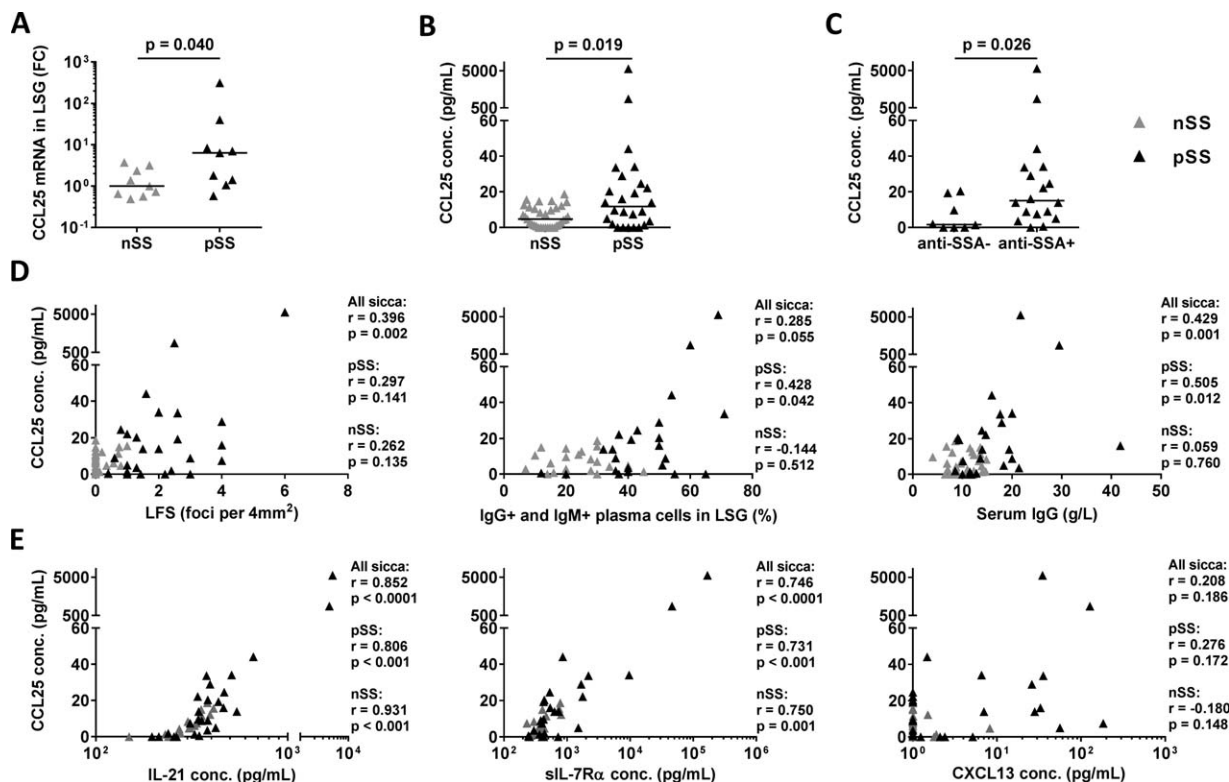 A
p = 0.040
CCL25 mRNA in LSG (FC)
10³
10²
10¹
10⁰
10⁻¹
nSS pSS
B
p = 0.019
CCL25 conc. (pg/mL)
5000
500
60
40
20
0
nSS pSS
C
p = 0.026
CCL25 conc. (pg/mL)
5000
500
60
40
20
0
anti-SSA- anti-SSA+
nSS
pSS
D
CCL25 conc. (pg/mL)
5000
500
60
40
20
0
0 2 4 6 8
LFS (foci per 4mm²)
All sicca:
r = 0.396
p = 0.002
pSS:
r = 0.297
p = 0.141
nSS:
r = 0.262
p = 0.135
5000
500
60
40
20
0
0 20 40 60 80
IgG+ and IgM+ plasma cells in LSG (%)
All sicca:
r = 0.285
p = 0.055
pSS:
r = 0.428
p = 0.042
nSS:
r = -0.144
p = 0.512
5000
500
60
40
20
0
0 10 20 30 40 50
Serum IgG (g/L)
All sicca:
r = 0.429
p = 0.001
pSS:
r = 0.505
p = 0.012
nSS:
r = 0.059
p = 0.760
E
CCL25 conc. (pg/mL)
5000
500
60
40
20
0
10² 10³ 10⁴
IL-21 conc. (pg/mL)
All sicca:
r = 0.852
p < 0.0001
pSS:
r = 0.806
p < 0.001
nSS:
r = 0.931
p < 0.001
5000
500
60
40
20
0
10² 10³ 10⁴ 10⁵ 10⁶
sIL-7Rα conc. (pg/mL)
All sicca:
r = 0.746
p < 0.0001
pSS:
r = 0.731
p < 0.001
nSS:
r = 0.750
p = 0.001
5000
500
60
40
20
0
10⁰ 10¹ 10² 10³
CXCL13 conc. (pg/mL)
All sicca:
r = 0.208
p = 0.186
pSS:
r = 0.276
p = 0.172
nSS:
r = -0.180
p = 0.148